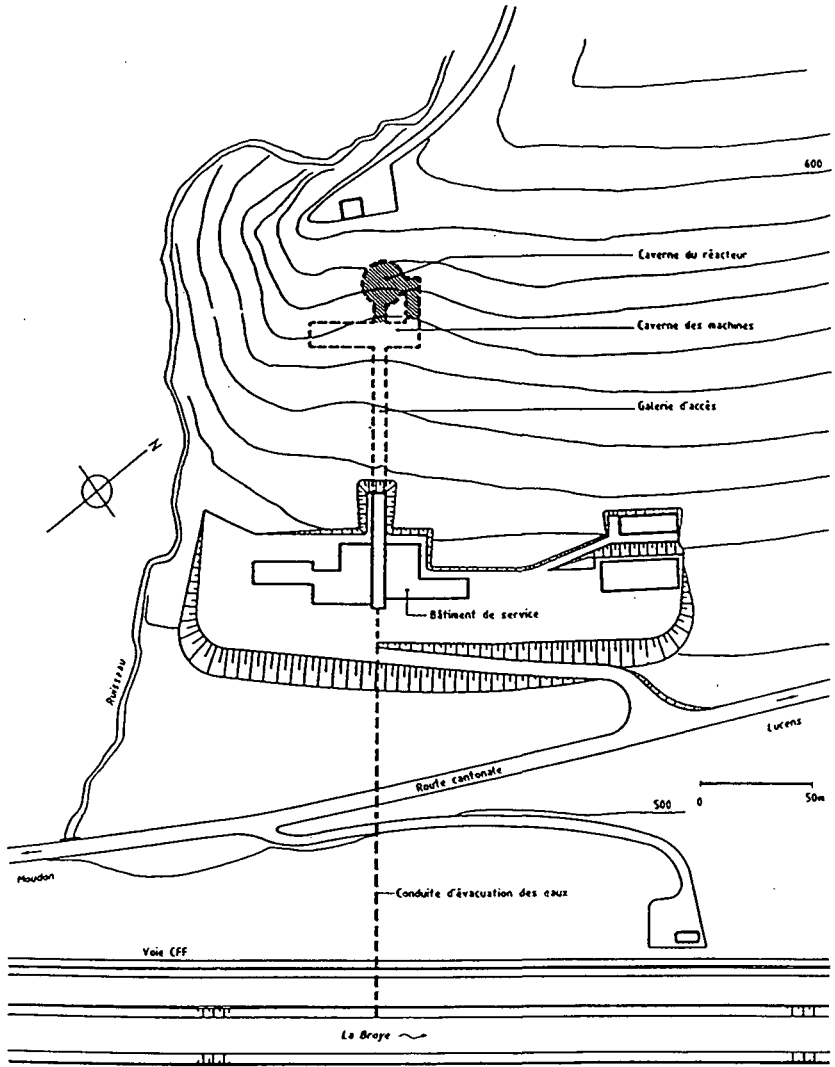 600
Caverne du réacteur
Caverne des machines
Galerie d'accès
N
Bâtiment de service
Ruisseau
Lucens
Route cantonale
0 50m
500
Moudon
Conduite d'évacuation des eaux
Voie CFF
La Broye